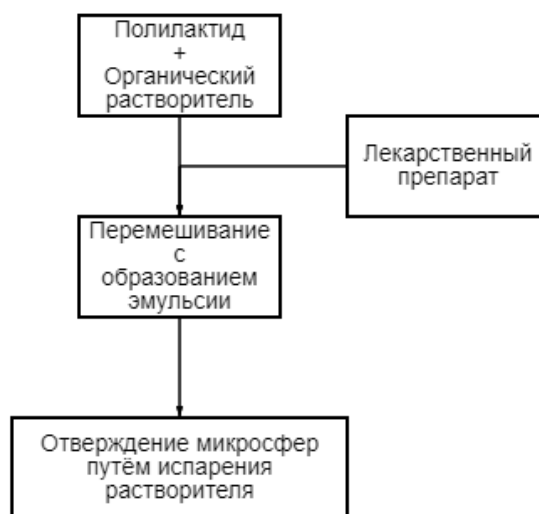 Полилактид
+
Органический
растворитель
Лекарственный
препарат
Перемешивание
с
образованием
эмульсии
Отверждение микросфер
путём испарения
растворителя